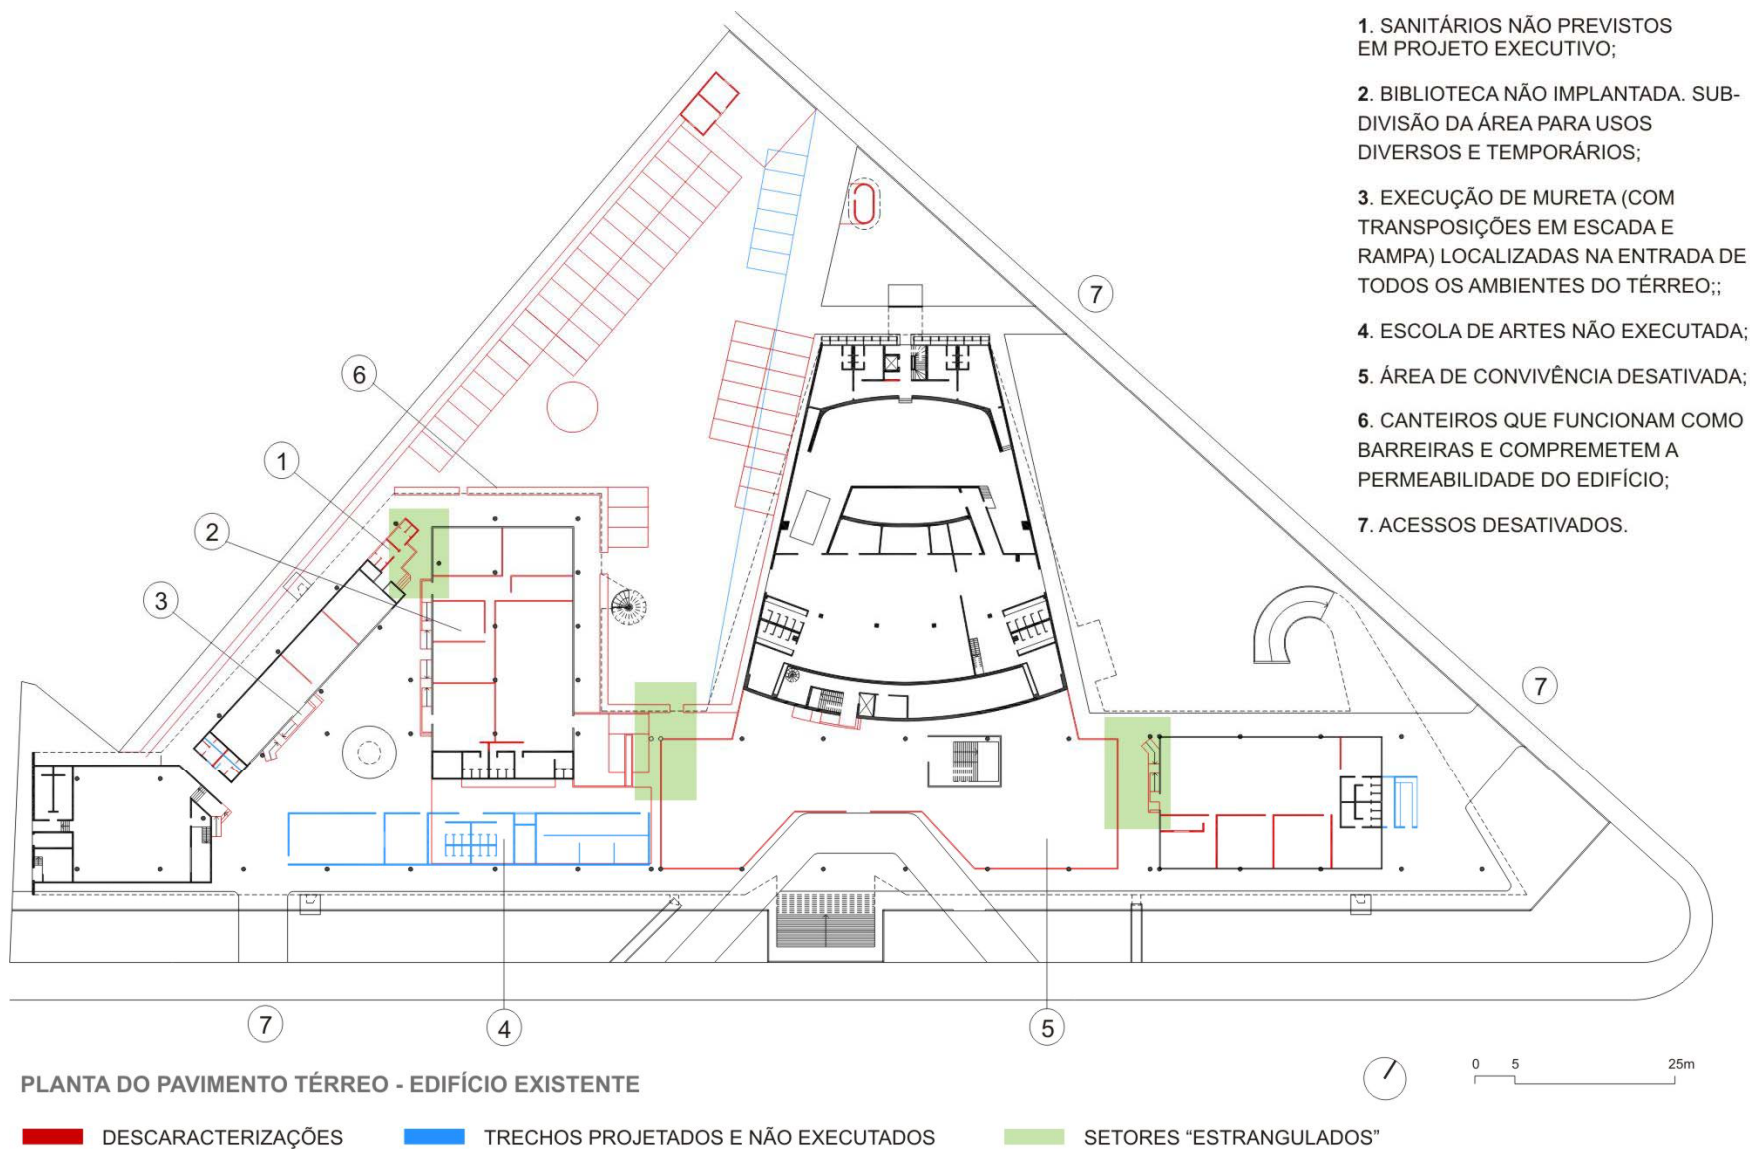 1. SANITÁRIOS NÃO PREVISTOS
EM PROJETO EXECUTIVO;
2. BIBLIOTECA NÃO IMPLANTADA. SUB-
DIVISÃO DA ÁREA PARA USOS
DIVERSOS E TEMPORÁRIOS;
3. EXECUÇÃO DE MURETA (COM
TRANSPOSIÇÕES EM ESCADA E
RAMPA) LOCALIZADAS NA ENTRADA DE
TODOS OS AMBIENTES DO TÉRREO;;
4. ESCOLA DE ARTES NÃO EXECUTADA;
5. ÁREA DE CONVIVÊNCIA DESATIVADA;
6. CANTEIROS QUE FUNCIONAM COMO
BARREIRAS E COMPREMETEM A
PERMEABILIDADE DO EDIFÍCIO;
7. ACESSOS DESATIVADOS.
7
6
1
2
3
7
7
4
5
0 5 25m
PLANTA DO PAVIMENTO TÉRREO - EDIFÍCIO EXISTENTE
DESCARACTERIZAÇÕES
TRECHOS PROJETADOS E NÃO EXECUTADOS
SETORES “ESTRANGULADOS”